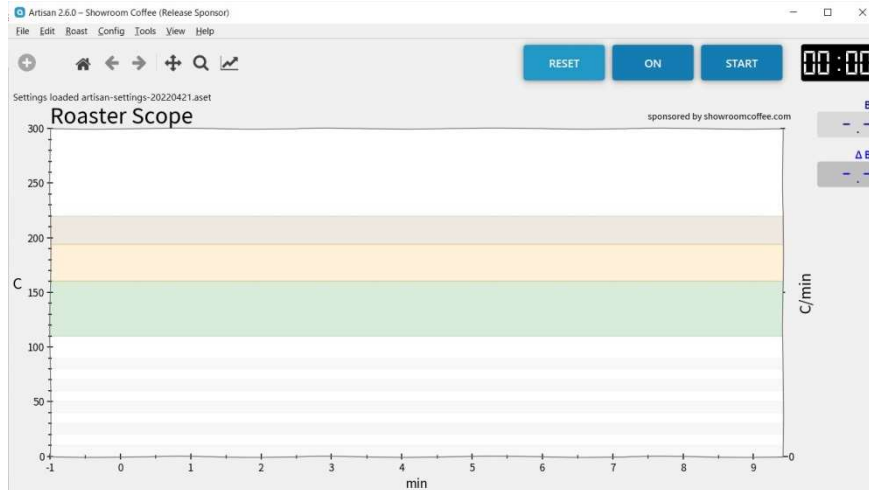 Artisan 2.6.0 – Showroom Coffee (Release Sponsor)
File Edit Roast Config Tools View Help
RESET ON START 00:00
Settings loaded artisan-settings-20220421.aset
Roaster Scope
sponsored by showroomcoffee.com
300
250
200
C
150
100
50
0
-1 0 1 2 3 4 5 6 7 8 9
min
C/min
0
Δ